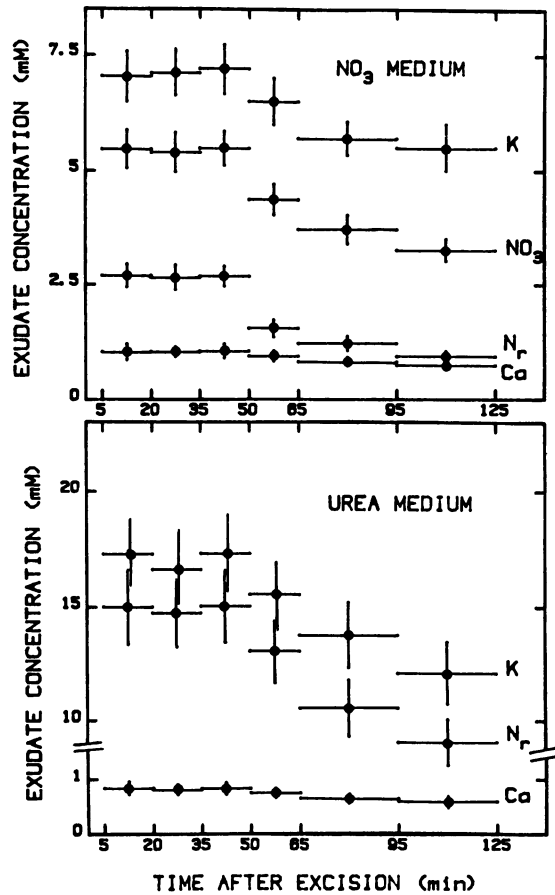 EXUDATE CONCENTRATION (mM)
7.5
5
2.5
0
NO₃ MEDIUM
K
NO₃
Nᵣ
Ca
5 20 35 50 65 95 125
EXUDATE CONCENTRATION (mM)
20
15
10
1
0
UREA MEDIUM
K
Nᵣ
Ca
5 20 35 50 65 95 125
TIME AFTER EXCISION (min)